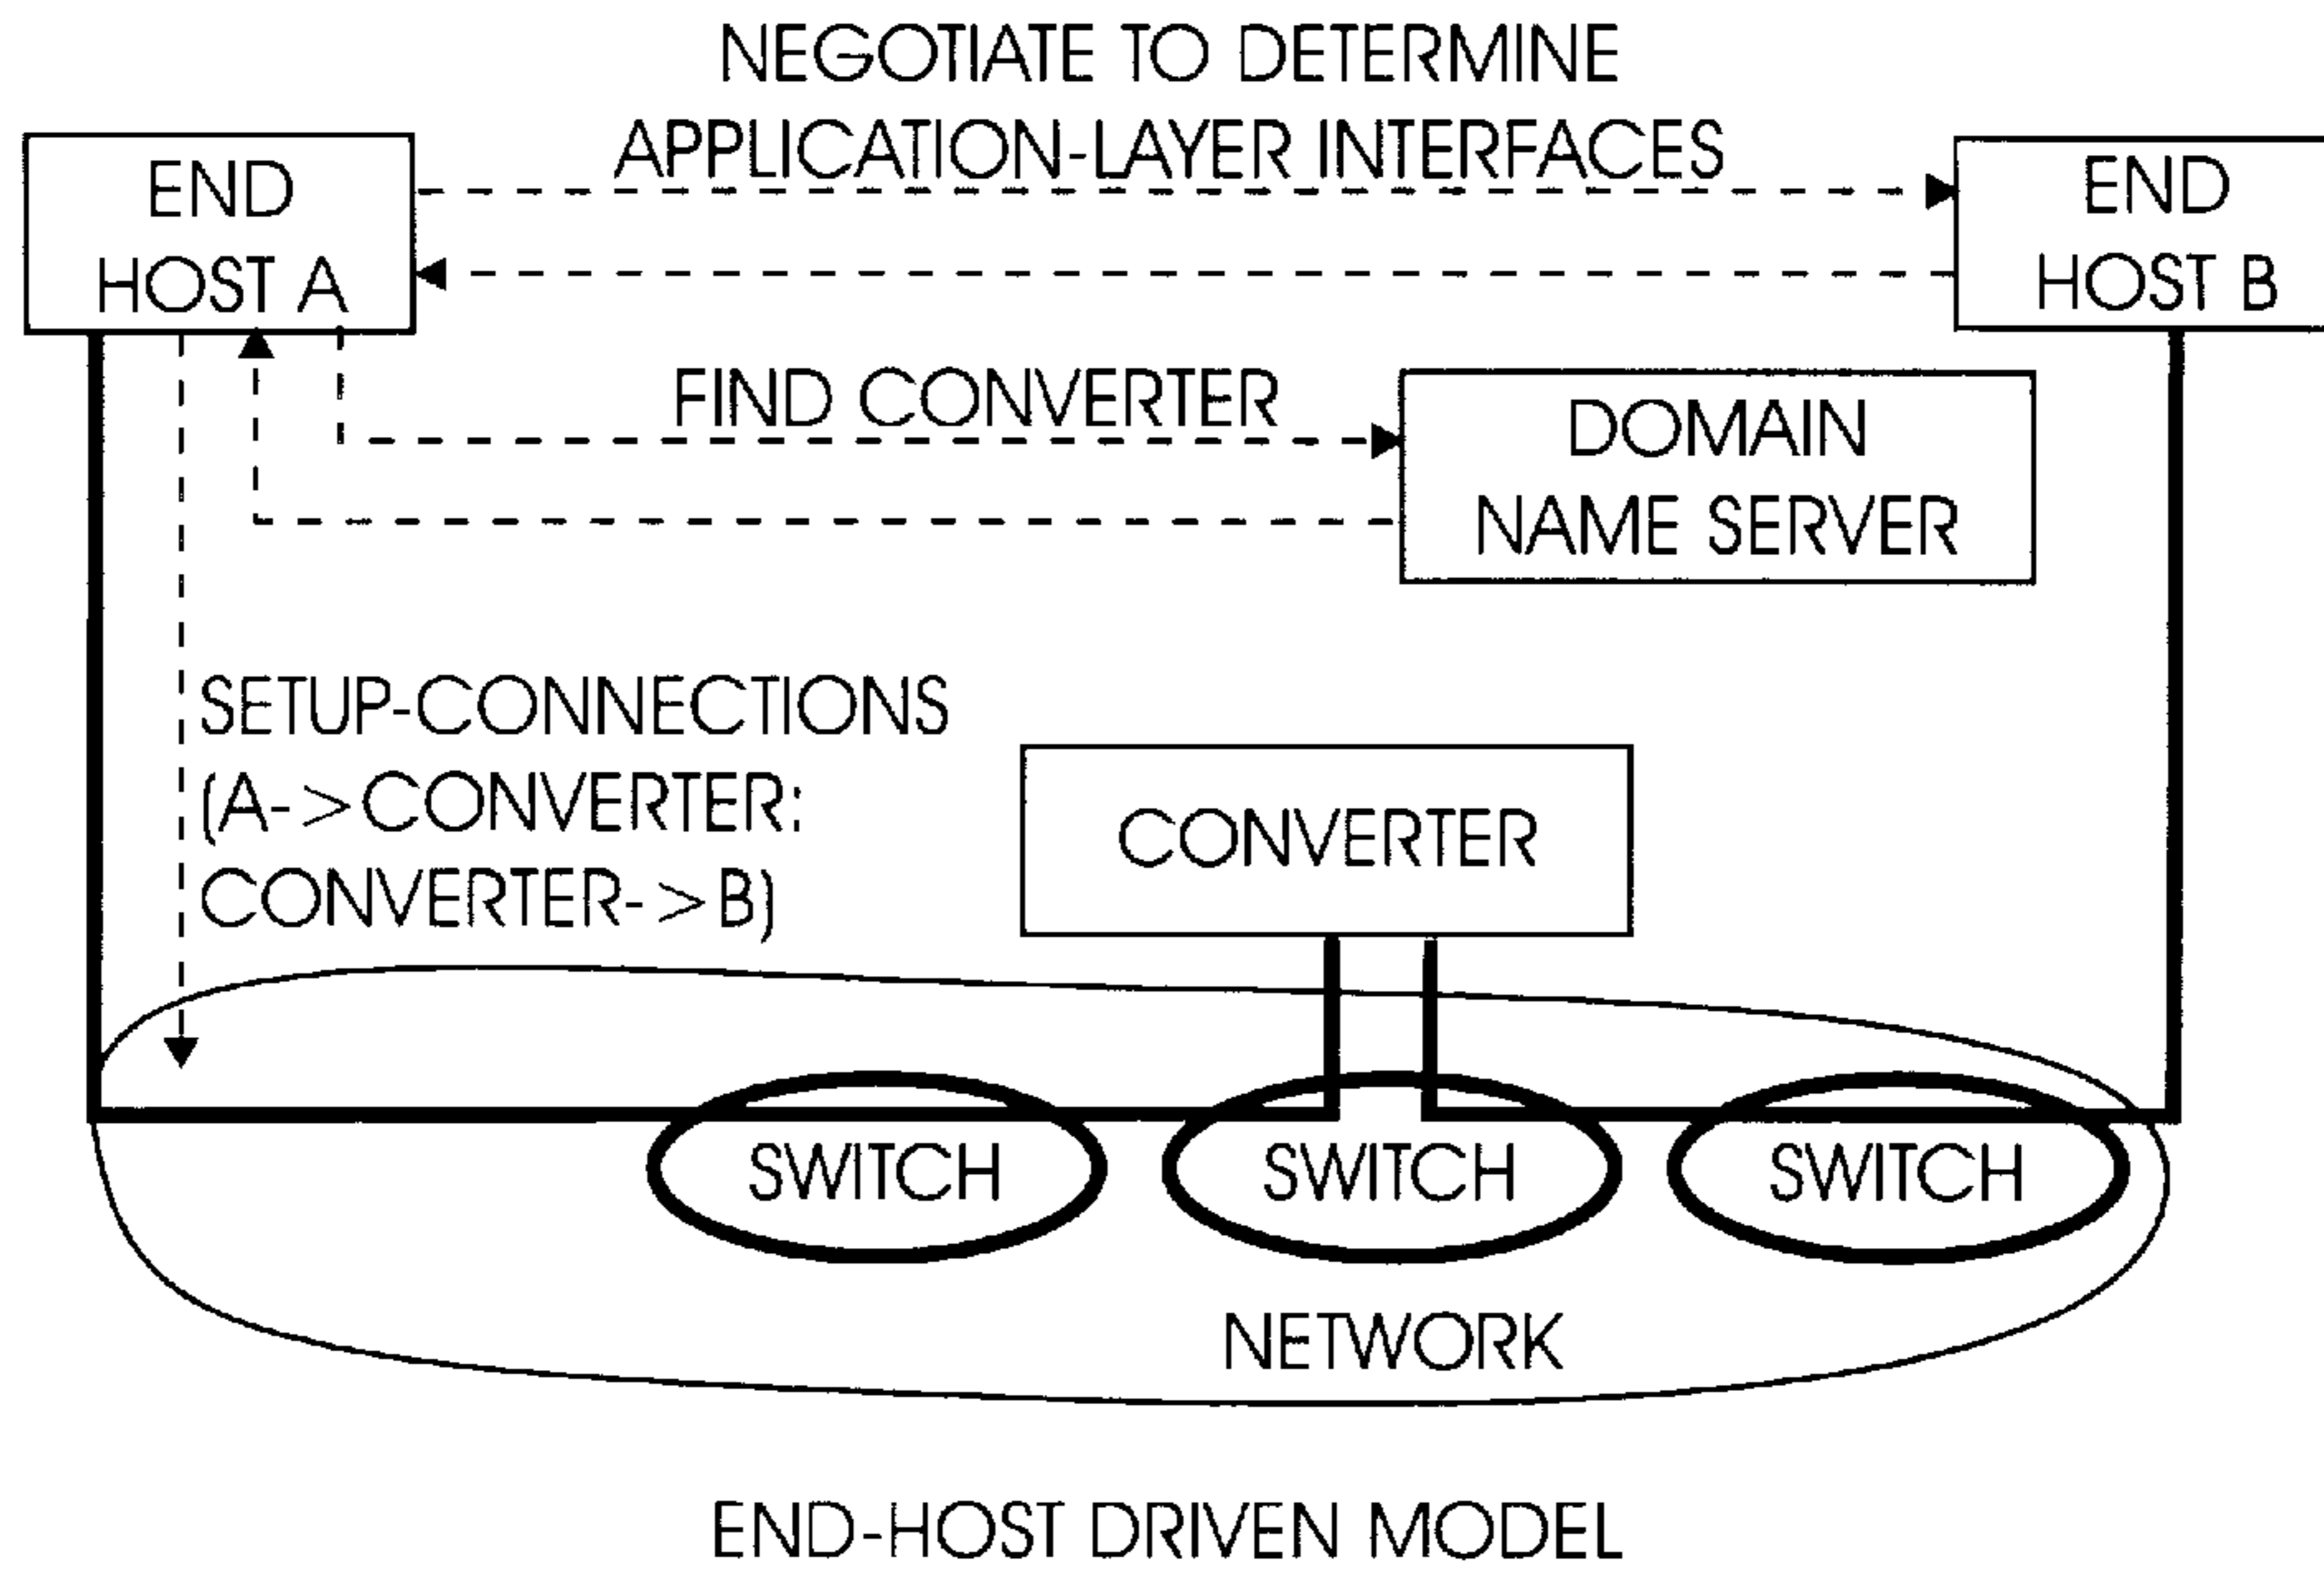 NEGOTIATE TO DETERMINE
APPLICATION-LAYER INTERFACES
END
HOST A
END
HOST B
FIND CONVERTER
DOMAIN
NAME SERVER
SETUP-CONNECTIONS
(A->CONVERTER:
CONVERTER->B)
CONVERTER
SWITCH
SWITCH
SWITCH
NETWORK
END-HOST DRIVEN MODEL